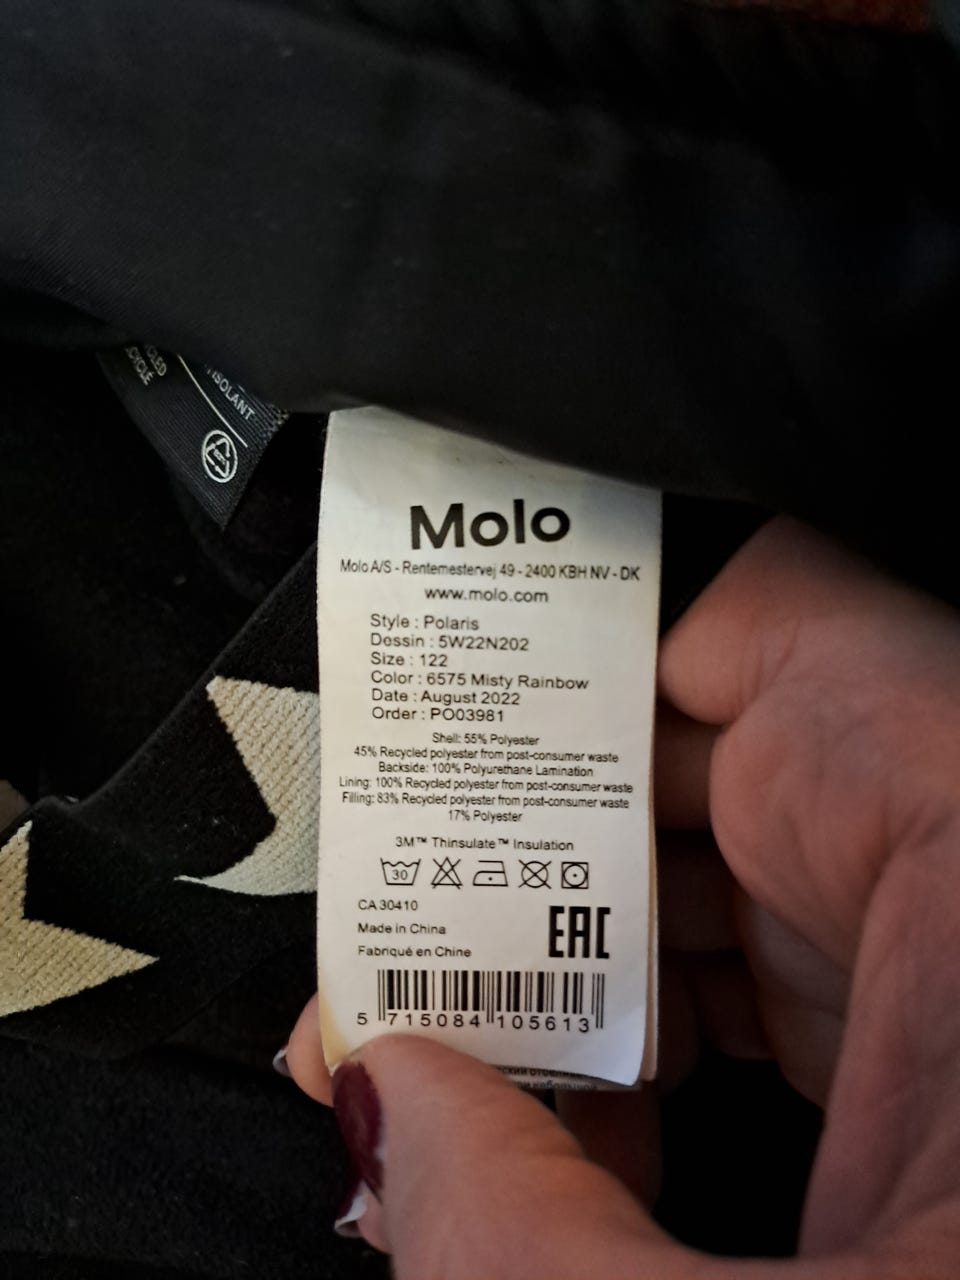 ISOLANT
Molo
Molo A/S - Rentemestervej 49 - 2400 KBH NV - DK
www.molo.com
Style : Polaris
Dessin : 5W22N202
Size : 122
Color : 6575 Misty Rainbow
Date : August 2022
Order : PO03981
Shell: 55% Polyester
45% Recycled polyester from post-consumer waste
Backside: 100% Polyurethane Lamination
Lining: 100% Recycled polyester from post-consumer waste
Filling: 83% Recycled polyester from post-consumer waste
17% Polyester
3M™ Thinsulate™ Insulation
30
CA 30410
Made in China
Fabriqué en Chine
EAC
5 715084 105613